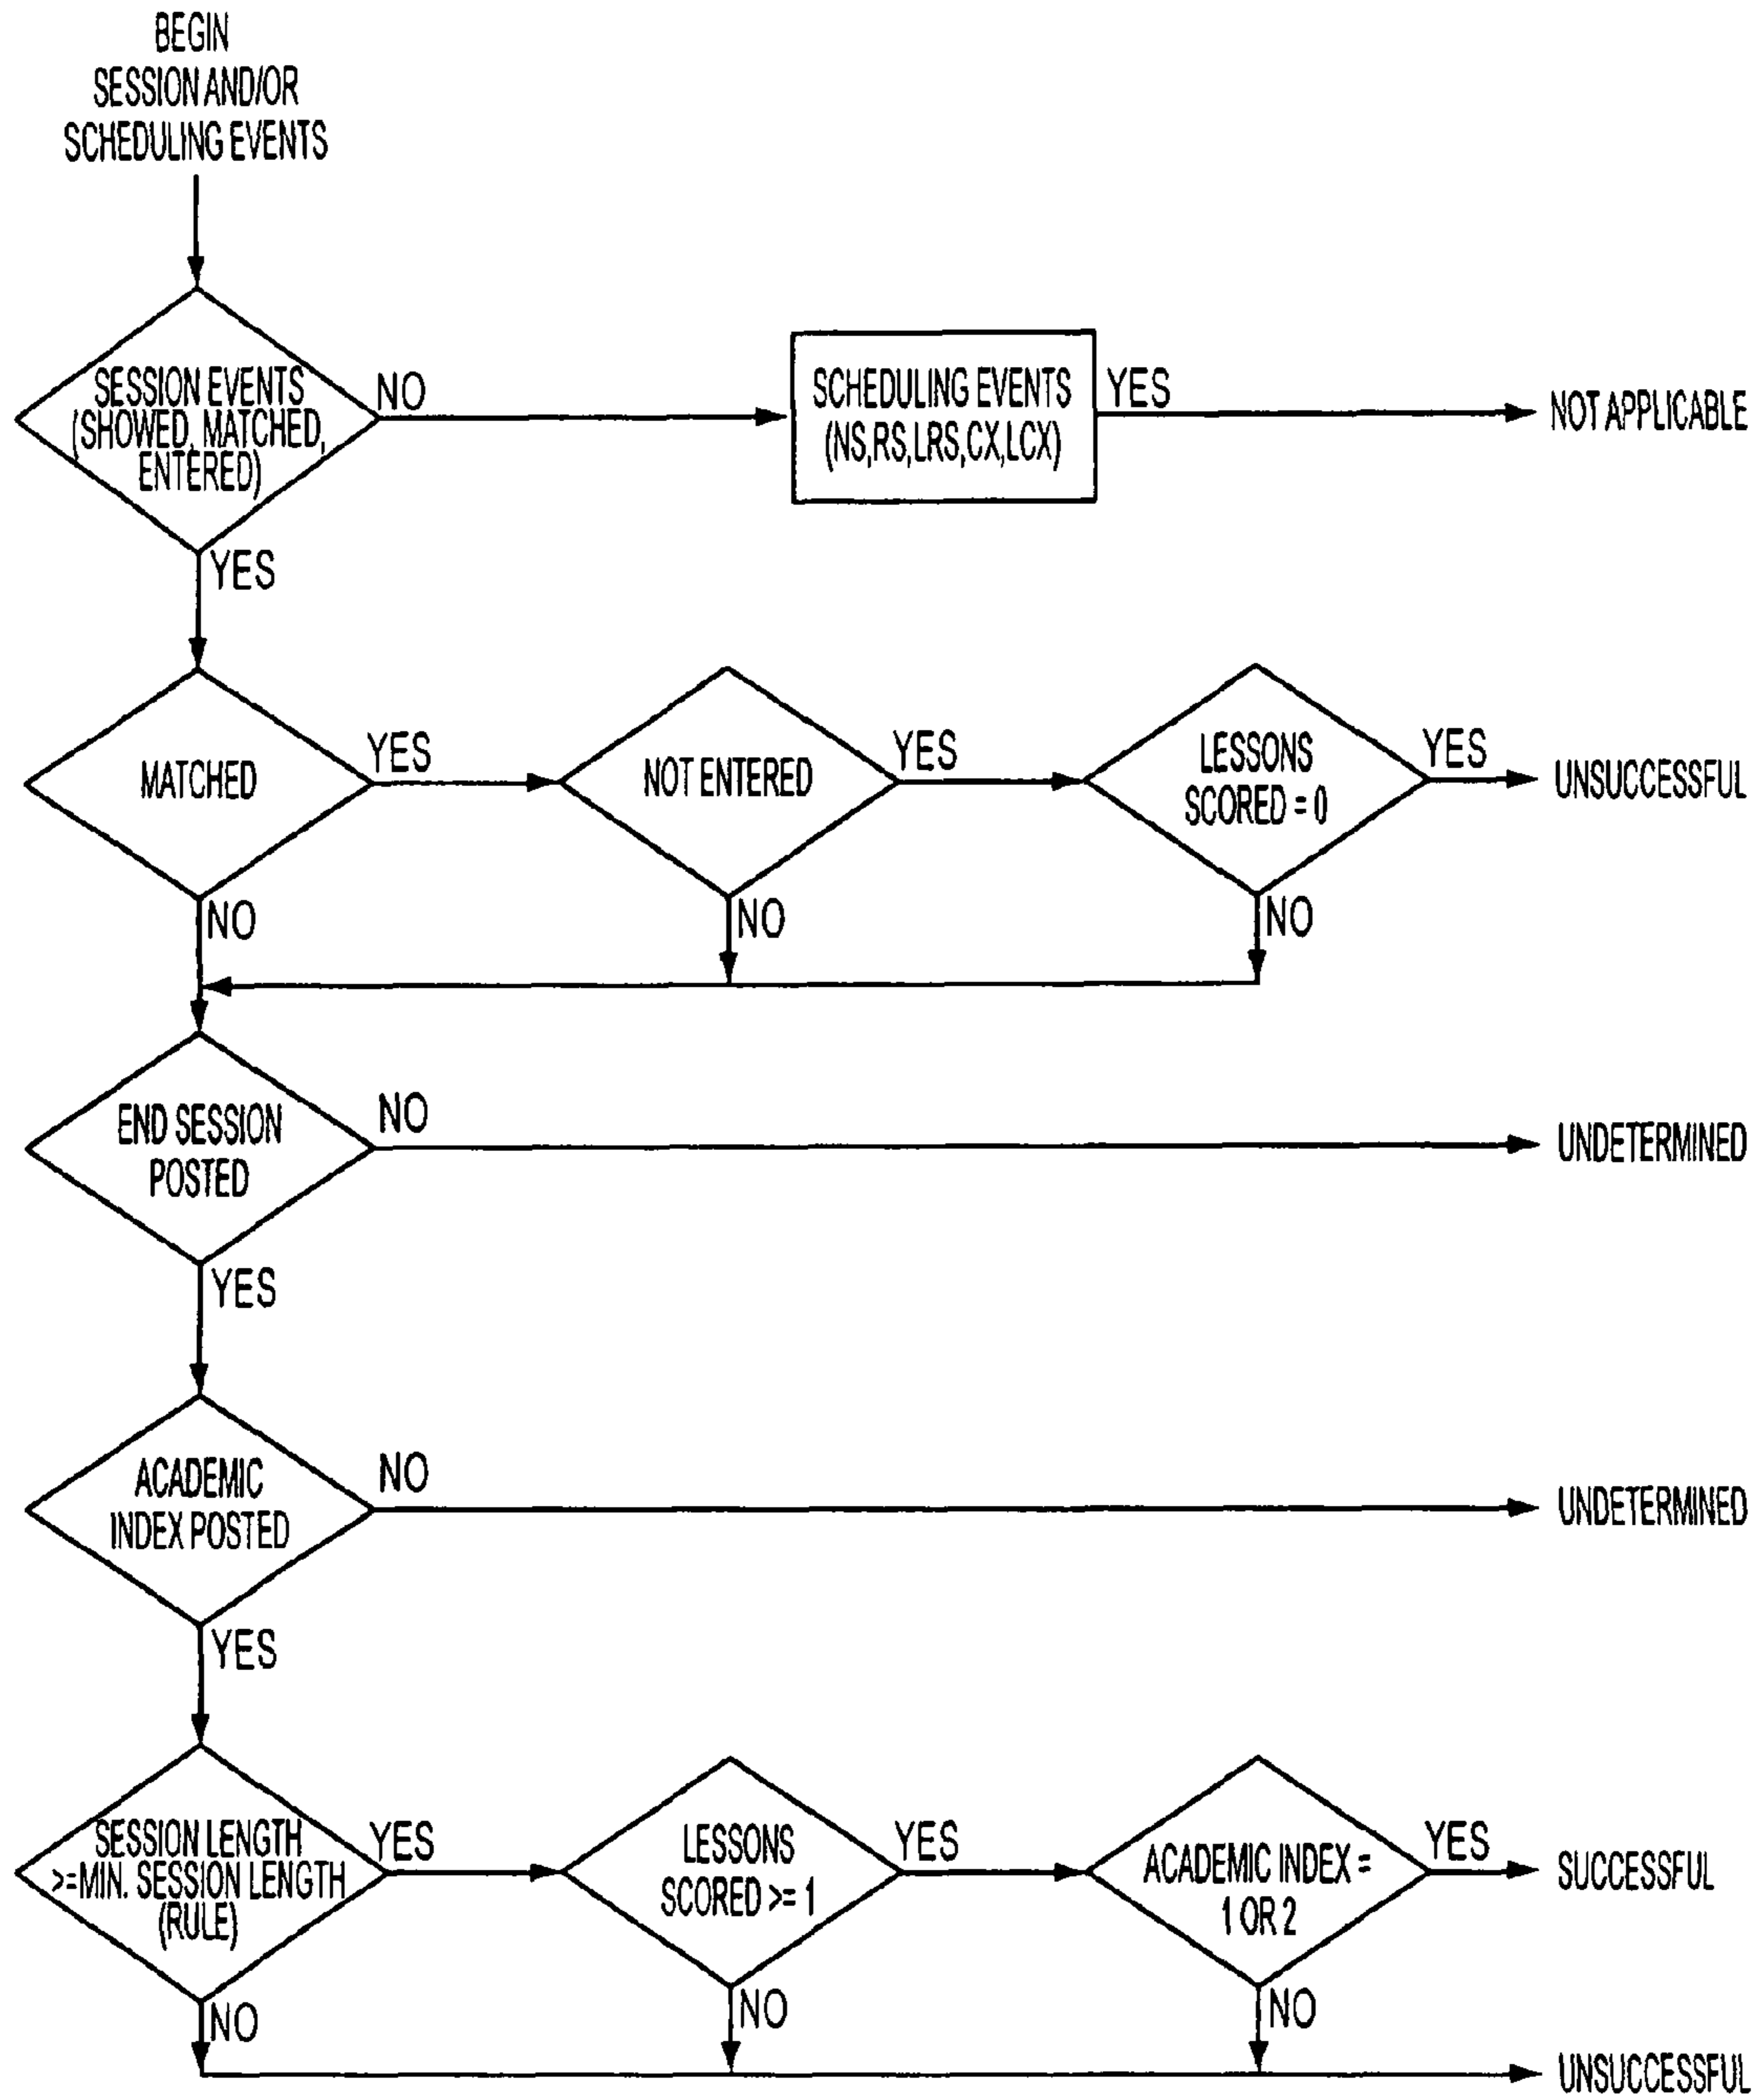 BEGIN
SESSION AND/OR
SCHEDULING EVENTS
SESSION EVENTS
(SHOWED, MATCHED,
ENTERED)
NO
SCHEDULING EVENTS
(NS,RS,LRS,CX,LCX)
YES
NOT APPLICABLE
YES
MATCHED
YES
NOT ENTERED
YES
LESSONS
SCORED = 0
YES
UNSUCCESSFUL
NO
NO
NO
END SESSION
POSTED
NO
UNDETERMINED
YES
ACADEMIC
INDEX POSTED
NO
UNDETERMINED
YES
SESSION LENGTH
>=MIN. SESSION LENGTH
(RULE)
YES
LESSONS
SCORED >= 1
YES
ACADEMIC INDEX =
1 OR 2
YES
SUCCESSFUL
NO
NO
NO
UNSUCCESSFUL